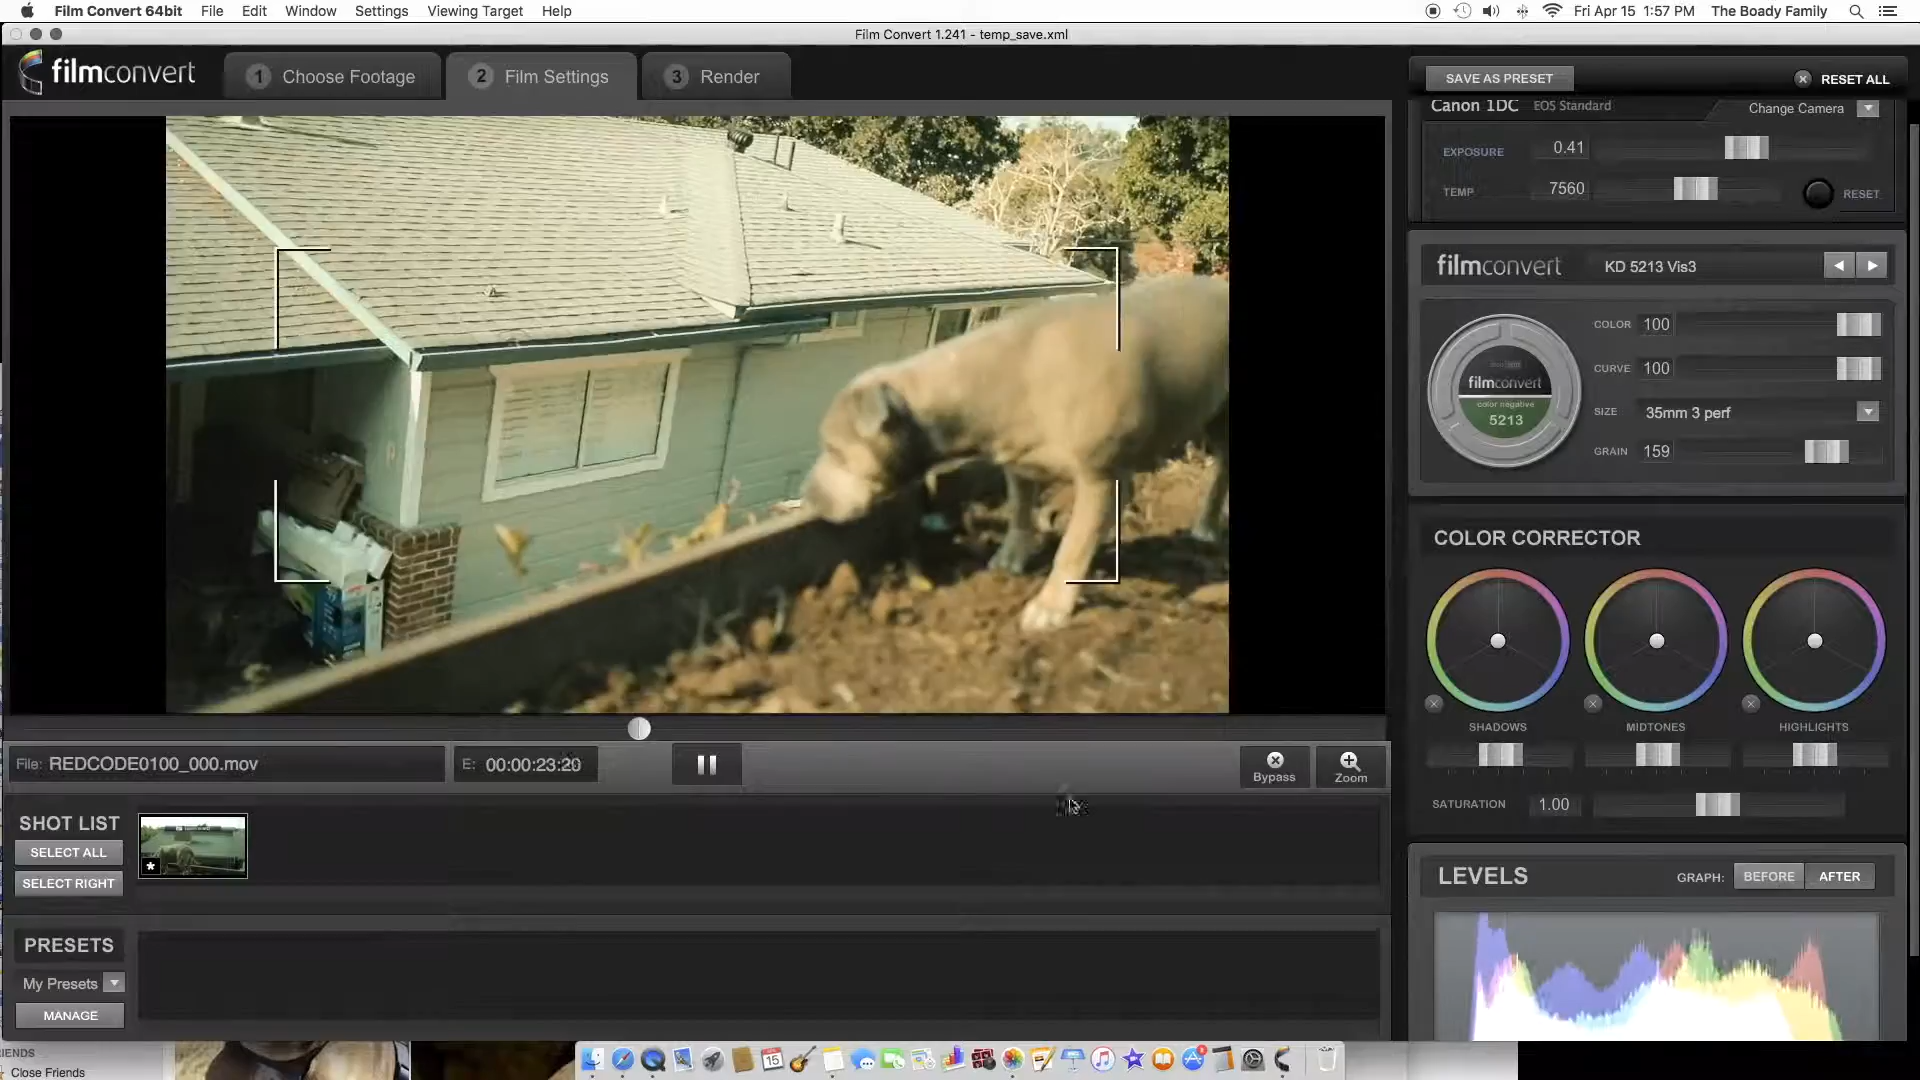 Film Convert 64bit File Edit Window Settings Viewing Target Help Fri Apr 15 1:57 PM The Boady Family
Film Convert 1.241 - temp_save.xml
filmconvert 1 Choose Footage 2 Film Settings 3 Render
SAVE AS PRESET RESET ALL
Canon 1DC EOS Standard Change Camera
EXPOSURE 0.41
TEMP 7560 RESET
filmconvert KD 5213 Vis3
COLOR 100
CURVE 100
SIZE 35mm 3 perf
GRAIN 159
filmconvert
color negative
5213
COLOR CORRECTOR
SHADOWS MIDTONES HIGHLIGHTS
SATURATION 1.00
File: REDCODE0100_000.mov E: 00:00:23:20 Bypass Zoom
SHOT LIST
SELECT ALL
SELECT RIGHT
LEVELS GRAPH: BEFORE AFTER
PRESETS
My Presets
MANAGE
15
IENDS
Close Friends